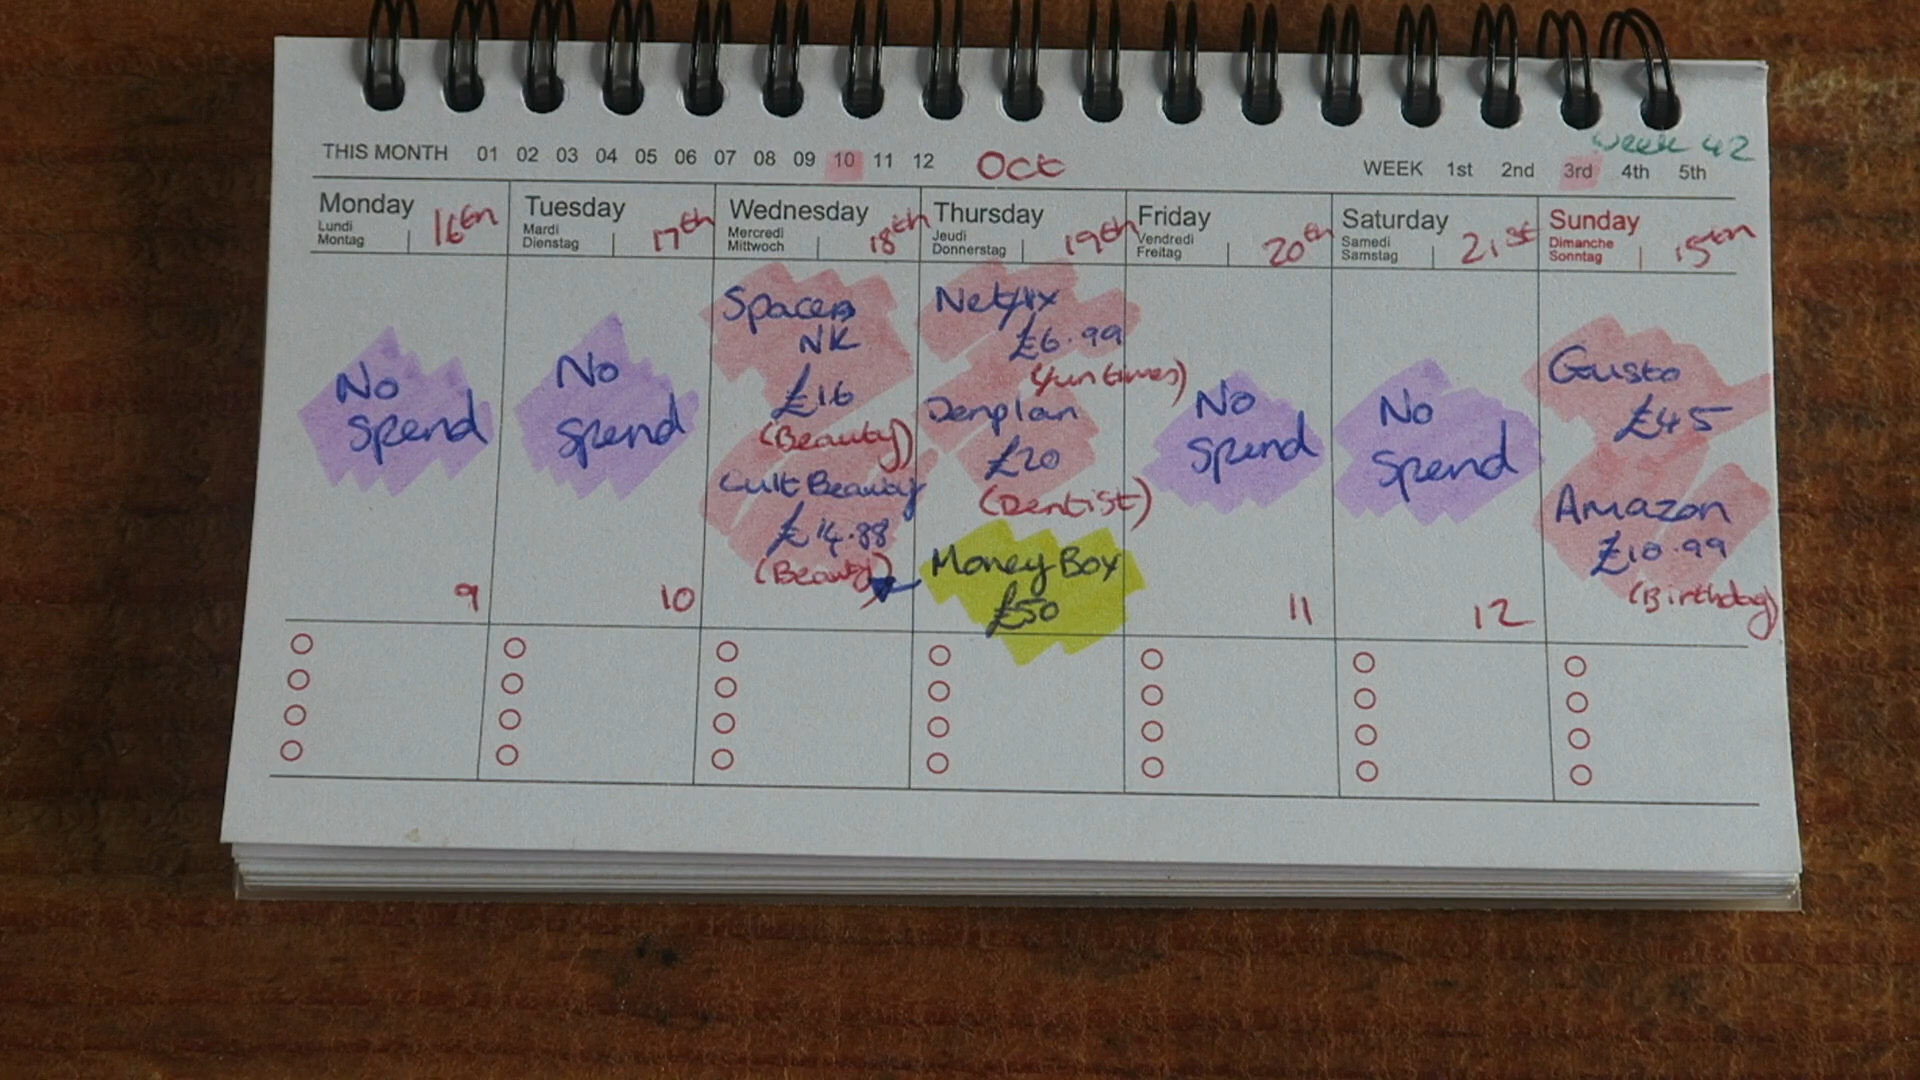 week 42
THIS MONTH 01 02 03 04 05 06 07 08 09 10 11 12 Oct
WEEK 1st 2nd 3rd 4th 5th
Monday 16th
Lundi
Montag
No
spend
9
Tuesday 17th
Mardi
Dienstag
No
spend
10
Wednesday 18th
Mercredi
Mittwoch
Space
NK
£16
(Beauty)
Cult Beauty
£14.88
(Beauty)
Thursday 19th
Jeudi
Donnerstag
Netflix
£6.99
(fun times)
Denplan
£20
(Dentist)
Money Box
£50
Friday 20th
Vendredi
Freitag
No
spend
11
Saturday 21st
Samedi
Samstag
No
spend
12
Sunday 15th
Dimanche
Sonntag
Gusto
£45
Amazon
£10.99
(Birthday)